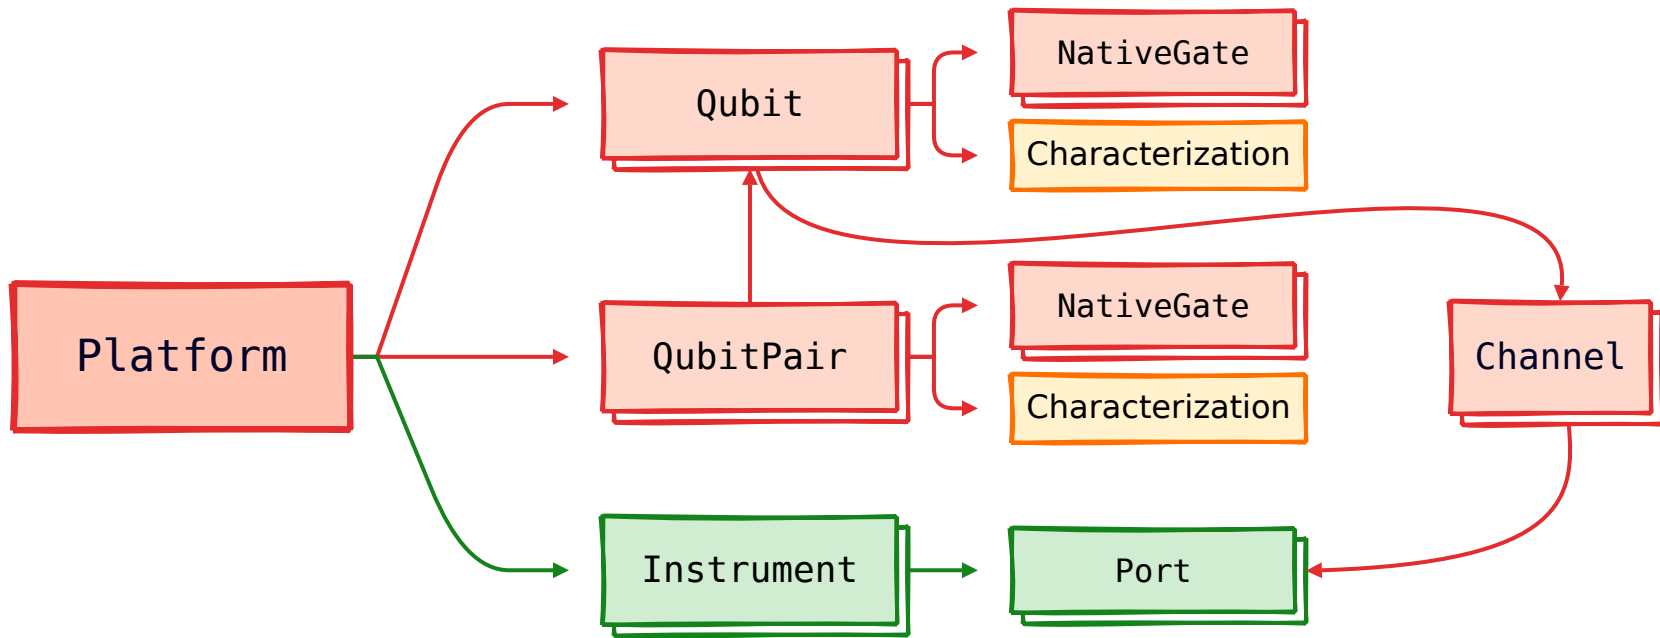 NativeGate
Qubit
Characterization
NativeGate
Platform
QubitPair
Channel
Characterization
Instrument
Port